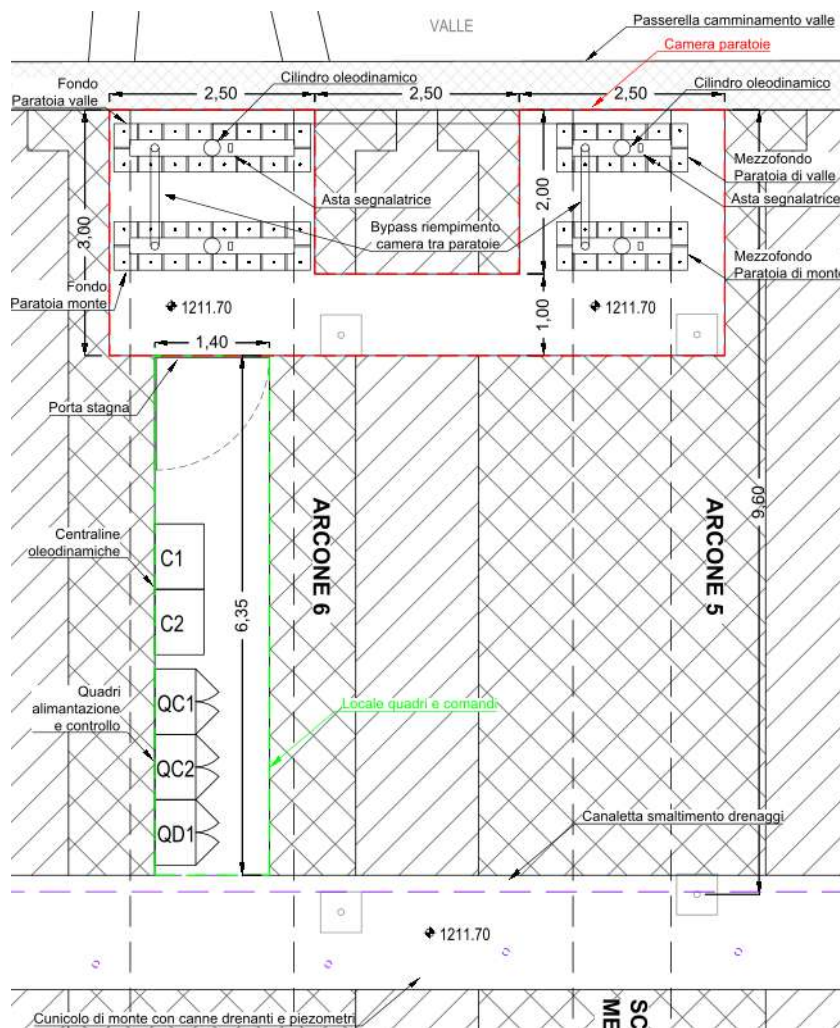 VALLE
Passerella camminamento valle
Camera paratoie
Fondo
Paratoia valle
Cilindro oleodinamico
Cilindro oleodinamico
2,50
2,50
2,50
Mezzofondo
Paratoia di valle
Asta segnalatrice
Asta segnalatrice
2,00
3,00
Bypass riempimento
camera tra paratoie
Mezzofondo
Paratoia di monte
Fondo
Paratoia monte
1211.70
1211.70
1,00
1,40
Porta stagna
ARCONE 6
ARCONE 5
9,60
Centraline
oleodinamiche
C1
C2
6,35
Quadri
alimantazione
e controllo
QC1
QC2
QD1
Locale quadri e comandi
Canaletta smaltimento drenaggi
1211.70
Cunicolo di monte con canne drenanti e piezometri
SC
ME